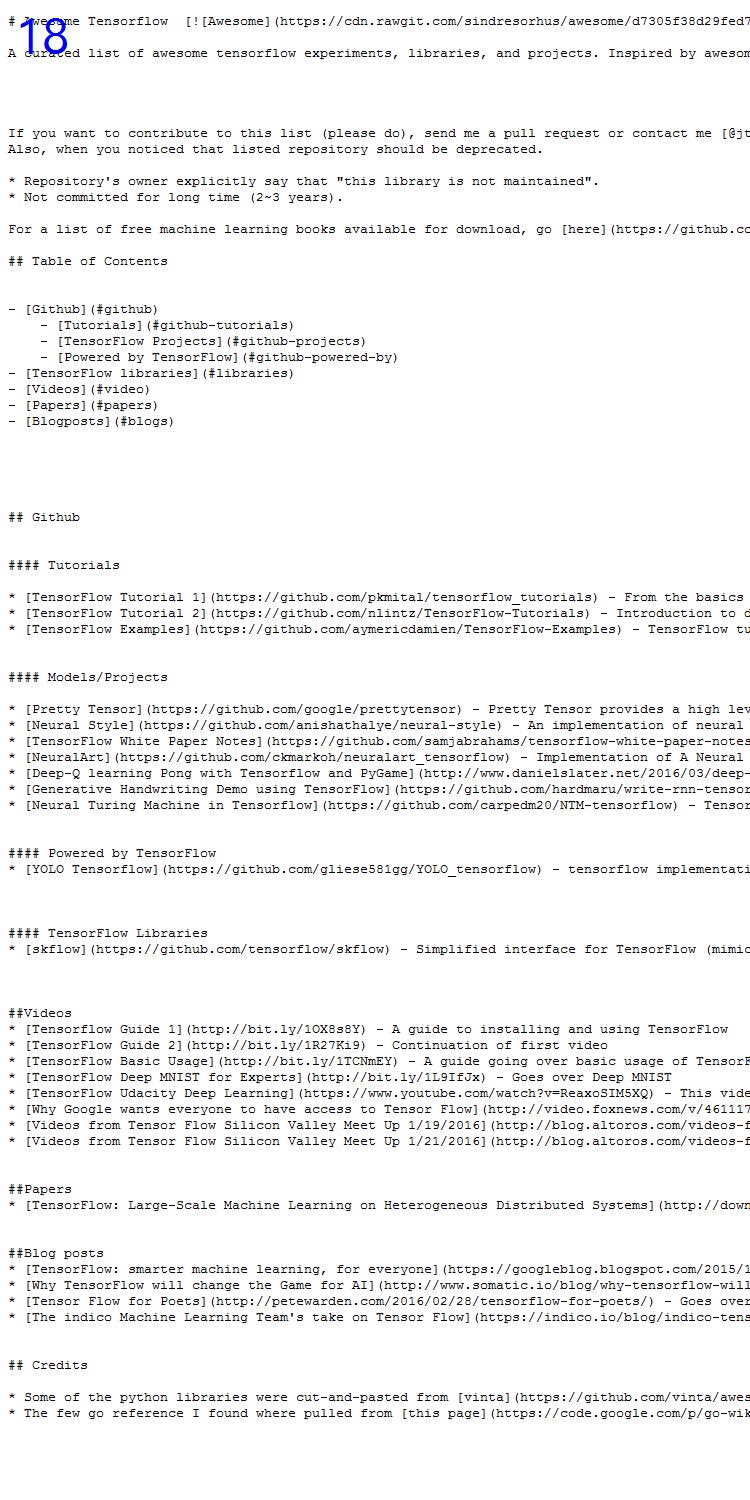 # Awesome Tensorflow  [![Awesome](https://cdn.rawgit.com/sindresorhus/awesome/d7305f38d29fed7
18
A curated list of awesome tensorflow experiments, libraries, and projects. Inspired by awesom
If you want to contribute to this list (please do), send me a pull request or contact me [@jt
Also, when you noticed that listed repository should be deprecated.
* Repository's owner explicitly say that "this library is not maintained".
* Not committed for long time (2~3 years).
For a list of free machine learning books available for download, go [here](https://github.co
## Table of Contents
- [Github](#github)
    - [Tutorials](#github-tutorials)
    - [TensorFlow Projects](#github-projects)
    - [Powered by TensorFlow](#github-powered-by)
- [TensorFlow libraries](#libraries)
- [Videos](#video)
- [Papers](#papers)
- [Blogposts](#blogs)
## Github
#### Tutorials
* [TensorFlow Tutorial 1](https://github.com/pkmital/tensorflow_tutorials) - From the basics
* [TensorFlow Tutorial 2](https://github.com/nlintz/TensorFlow-Tutorials) - Introduction to d
* [TensorFlow Examples](https://github.com/aymericdamien/TensorFlow-Examples) - TensorFlow tu
#### Models/Projects
* [Pretty Tensor](https://github.com/google/prettytensor) - Pretty Tensor provides a high lev
* [Neural Style](https://github.com/anishathalye/neural-style) - An implementation of neural
* [TensorFlow White Paper Notes](https://github.com/samjabrahams/tensorflow-white-paper-notes
* [NeuralArt](https://github.com/ckmarkoh/neuralart_tensorflow) - Implementation of A Neural
* [Deep-Q learning Pong with Tensorflow and PyGame](http://www.danielslater.net/2016/03/deep-
* [Generative Handwriting Demo using TensorFlow](https://github.com/hardmaru/write-rnn-tensor
* [Neural Turing Machine in Tensorflow](https://github.com/carpedm20/NTM-tensorflow) - Tensor
#### Powered by TensorFlow
* [YOLO Tensorflow](https://github.com/gliese581gg/YOLO_tensorflow) - tensorflow implementati
#### TensorFlow Libraries
* [skflow](https://github.com/tensorflow/skflow) - Simplified interface for TensorFlow (mimic
##Videos
* [Tensorflow Guide 1](http://bit.ly/1OX8s8Y) - A guide to installing and using TensorFlow
* [Tensorflow Guide 2](http://bit.ly/1R27Ki9) - Continuation of first video
* [TensorFlow Basic Usage](http://bit.ly/1TCNmEY) - A guide going over basic usage of TensorF
* [TensorFlow Deep MNIST for Experts](http://bit.ly/1L9IfJx) - Goes over Deep MNIST
* [TensorFlow Udacity Deep Learning](https://www.youtube.com/watch?v=ReaxoSIM5XQ) - This vide
* [Why Google wants everyone to have access to Tensor Flow](http://video.foxnews.com/v/461117
* [Videos from Tensor Flow Silicon Valley Meet Up 1/19/2016](http://blog.altoros.com/videos-f
* [Videos from Tensor Flow Silicon Valley Meet Up 1/21/2016](http://blog.altoros.com/videos-f
##Papers
* [TensorFlow: Large-Scale Machine Learning on Heterogeneous Distributed Systems](http://down
##Blog posts
* [TensorFlow: smarter machine learning, for everyone](https://googleblog.blogspot.com/2015/1
* [Why TensorFlow will change the Game for AI](http://www.somatic.io/blog/why-tensorflow-will
* [Tensor Flow for Poets](http://petewarden.com/2016/02/28/tensorflow-for-poets/) - Goes over
* [The indico Machine Learning Team's take on Tensor Flow](https://indico.io/blog/indico-tens
## Credits
* Some of the python libraries were cut-and-pasted from [vinta](https://github.com/vinta/awes
* The few go reference I found where pulled from [this page](https://code.google.com/p/go-wik